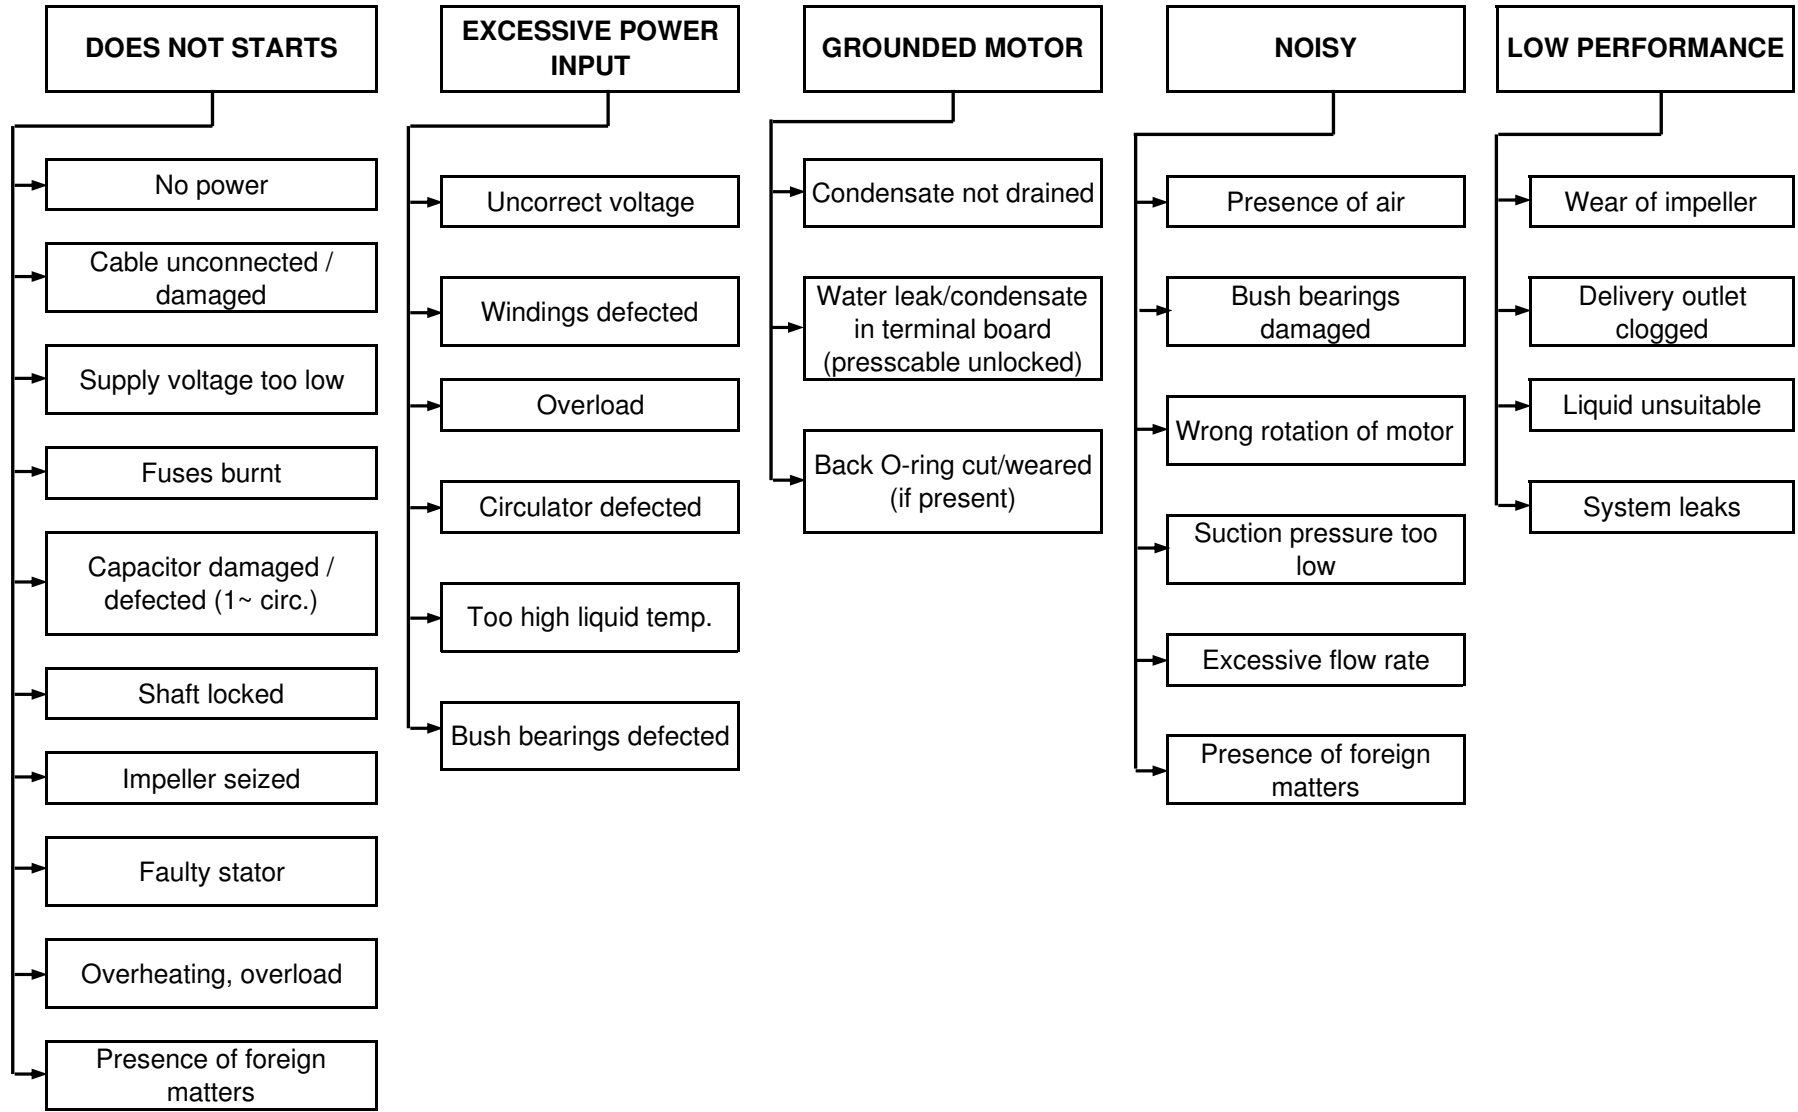 DOES NOT STARTS
No power
Cable unconnected /
damaged
Supply voltage too low
Fuses burnt
Capacitor damaged /
defected (1~ circ.)
Shaft locked
Impeller seized
Faulty stator
Overheating, overload
Presence of foreign
matters
EXCESSIVE POWER
INPUT
Uncorrect voltage
Windings defected
Overload
Circulator defected
Too high liquid temp.
Bush bearings defected
GROUNDED MOTOR
Condensate not drained
Water leak/condensate
in terminal board
(presscable unlocked)
Back O-ring cut/weared
(if present)
NOISY
Presence of air
Bush bearings
damaged
Wrong rotation of motor
Suction pressure too
low
Excessive flow rate
Presence of foreign
matters
LOW PERFORMANCE
Wear of impeller
Delivery outlet
clogged
Liquid unsuitable
System leaks